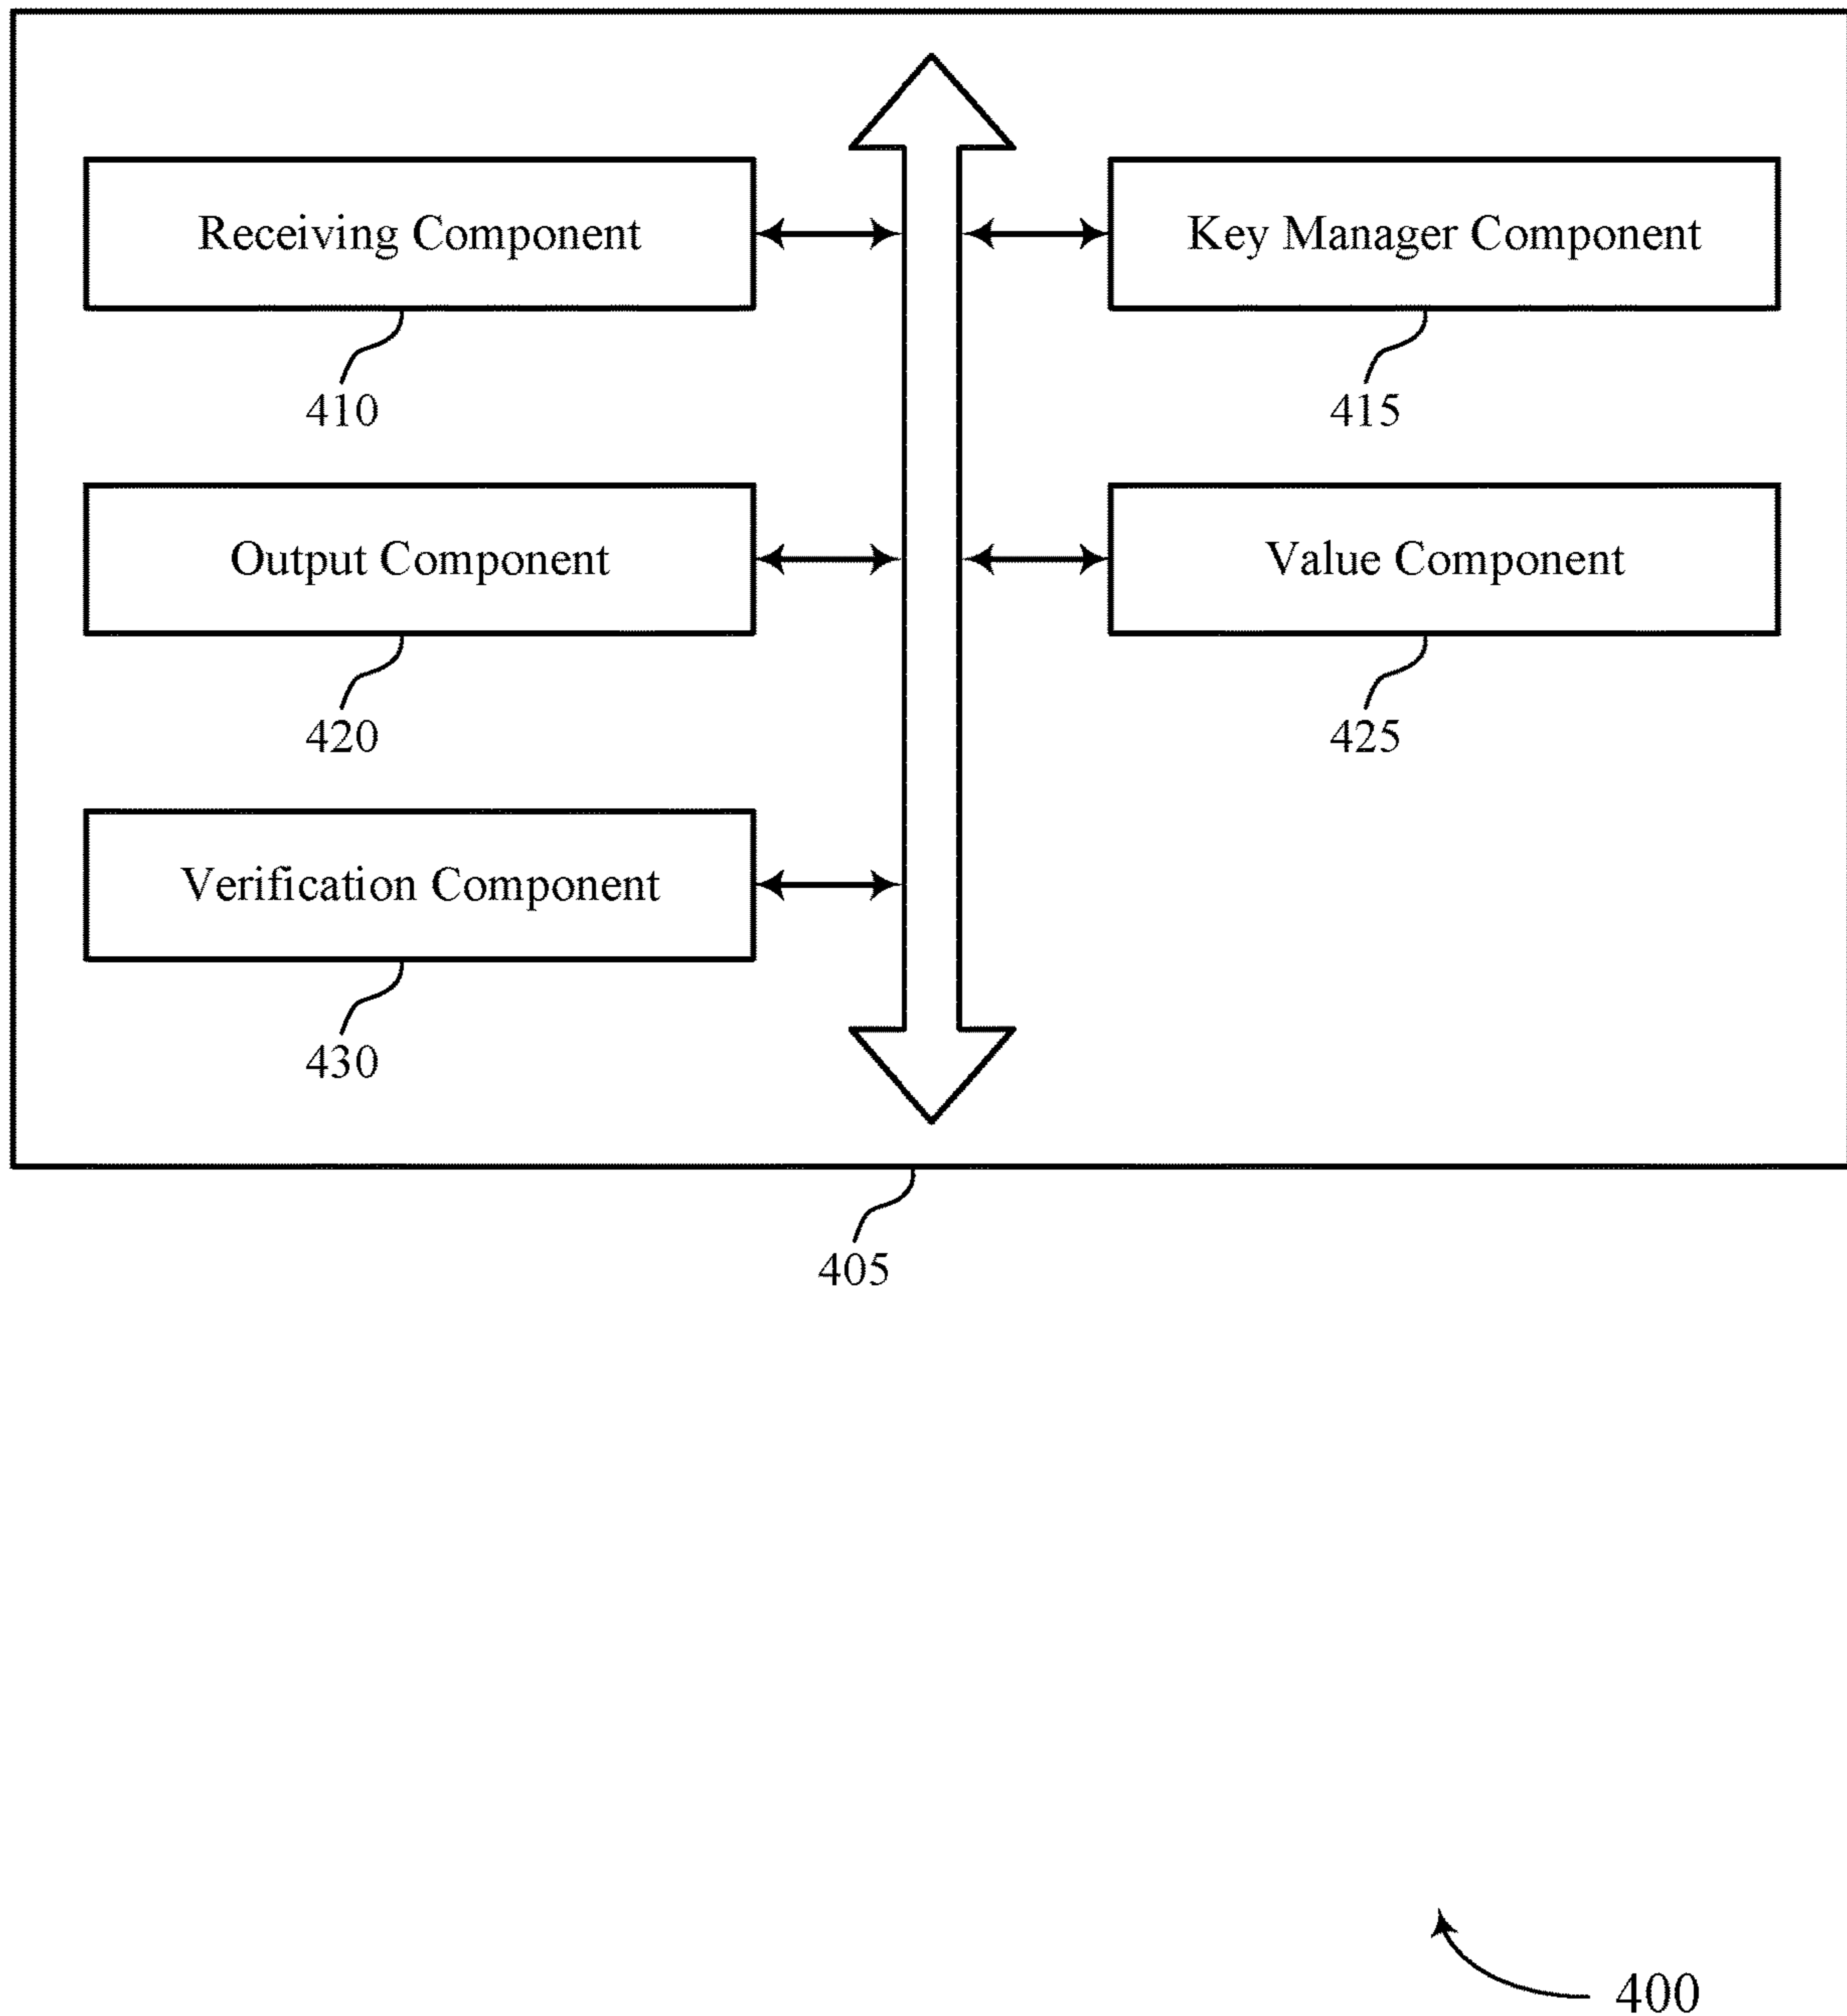 Receiving Component
Key Manager Component
410
415
Output Component
Value Component
420
425
Verification Component
430
405
400